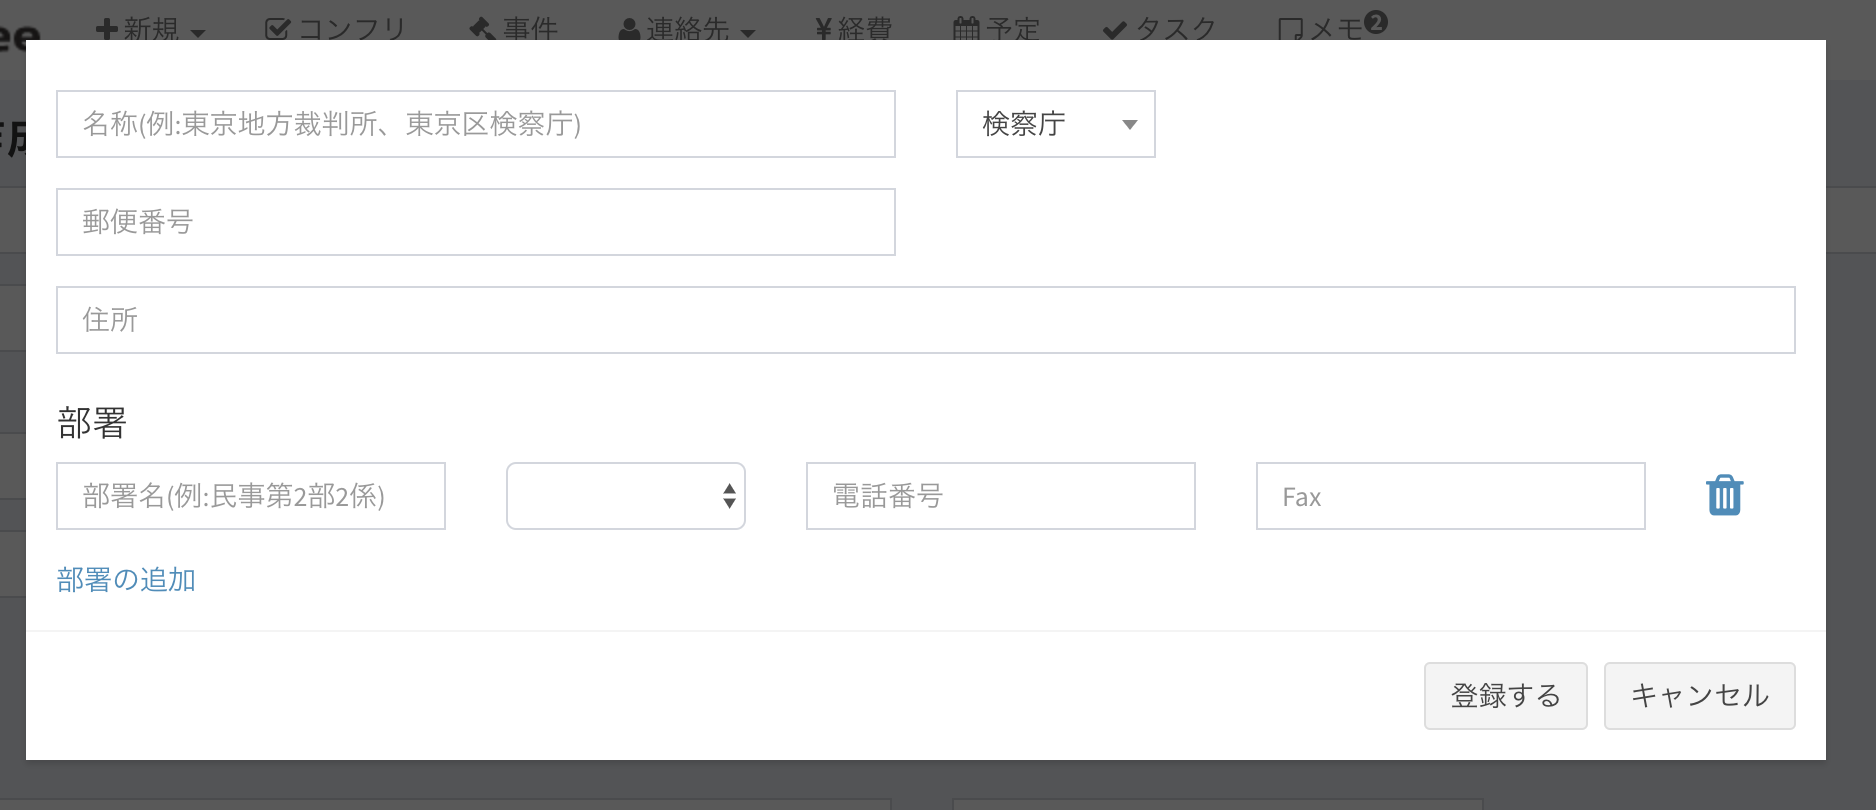 ee 新規 コンフリ 事件 連絡先 ¥経費 予定 タスク メモ 2
名称(例:東京地方裁判所、東京区検察庁) 検察庁
郵便番号
住所
部署
部署名(例:民事第2部2係) 電話番号 Fax
部署の追加
登録する キャンセル